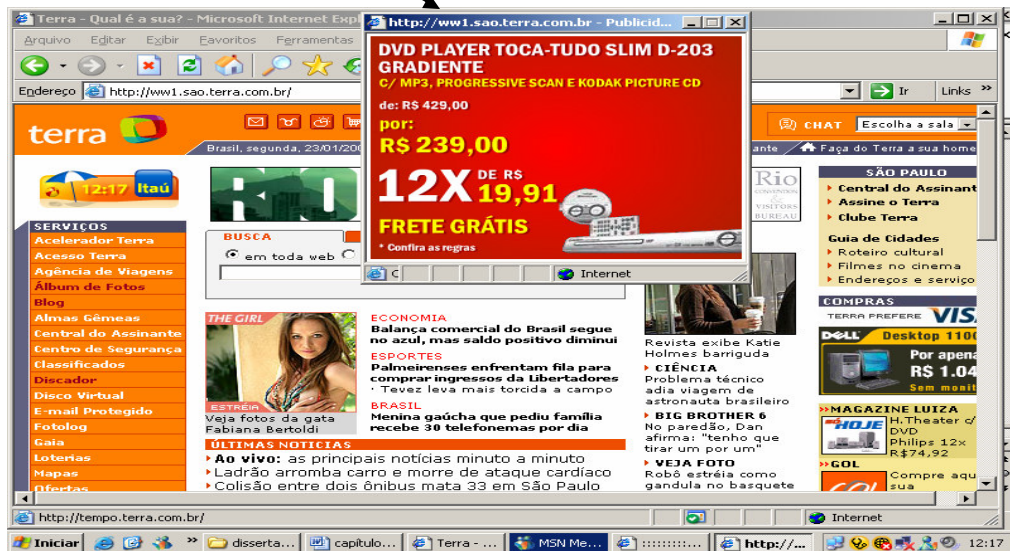 Terra - Qual é a sua? - Microsoft Internet Expl
Arquivo Editar Exibir Favoritos Ferramentas
Endereço http://ww1.sao.terra.com.br/
Ir Links
http://ww1.sao.terra.com.br - Publicid...
DVD PLAYER TOCA-TUDO SLIM D-203
GRADIENTE
C/ MP3, PROGRESSIVE SCAN E KODAK PICTURE CD
de: R$ 429,00
por:
R$ 239,00
12X DE R$ 19,91
FRETE GRÁTIS
* Confira as regras
Internet
terra
CHAT Escolha a sala
Brasil, segunda, 23/01/200
Faça do Terra a sua home
12:17 Itaú
RIO
Rio
CONVENTION
&
VISITORS
BUREAU
SERVIÇOS
Acelerador Terra
Acesso Terra
Agência de Viagens
Álbum de Fotos
Blog
Almas Gêmeas
Central do Assinante
Centro de Segurança
Classificados
Discador
Disco Virtual
E-mail Protegido
Fotolog
Gaia
Loterias
Mapas
Ofertas
BUSCA
em toda web
THE GIRL
ESTRÉIA
Veja fotos da gata
Fabiana Bertoldi
ECONOMIA
Balança comercial do Brasil segue
no azul, mas saldo positivo diminui
ESPORTES
Palmeirenses enfrentam fila para
comprar ingressos da Libertadores
· Tevez leva mais torcida a campo
BRASIL
Menina gaúcha que pediu família
recebe 30 telefonemas por dia
ÚLTIMAS NOTÍCIAS
Ao vivo: as principais notícias minuto a minuto
Ladrão arromba carro e morre de ataque cardíaco
Colisão entre dois ônibus mata 33 em São Paulo
Revista exibe Katie
Holmes barriguda
CIÊNCIA
Problema técnico
adia viagem de
astronauta brasileiro
BIG BROTHER 6
No paredão, Dan
afirma: "tenho que
tirar um por um"
VEJA FOTO
Robô estréia como
gandula no basquete
SÃO PAULO
Central do Assinant
Assine o Terra
Clube Terra
Guia de Cidades
Roteiro cultural
Filmes no cinema
Endereços e serviço
COMPRAS
TERRA PREFERE VIS
DELL Desktop 1100
Por apena
R$ 1.04
Sem monit
MAGAZINE LUIZA
HOJE
H.Theater c/
DVD
Philips 12x
R$74,92
GOL
Compre aqu
sua
http://tempo.terra.com.br/
Internet
Iniciar disserta... capítulo... Terra - ... MSN Me... :::::::::... http://... 12:17